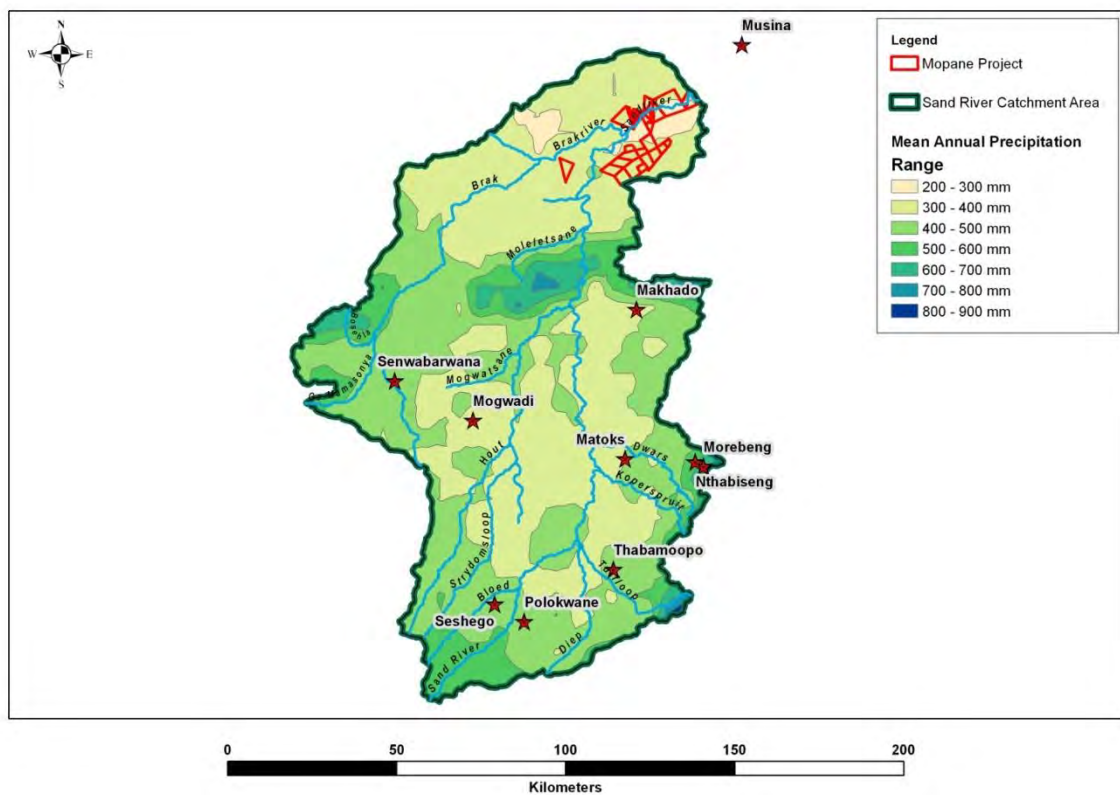 N
W E
S
Musina
Legend
Mopane Project
Sand River Catchment Area
Mean Annual Precipitation
Range
200 - 300 mm
300 - 400 mm
400 - 500 mm
500 - 600 mm
600 - 700 mm
700 - 800 mm
800 - 900 mm
Brakrivier
Brak
Moleletsane
Makhado
Senwabarwana
Mogwatsane
Mogwadi
Matoks
Dwars
Morebeng
Nthabiseng
Koperspruit
Hout
Strydomsloop
Thabamoopo
Bloed
Polokwane
Seshego
Sand River
Diep
0 50 100 150 200
Kilometers